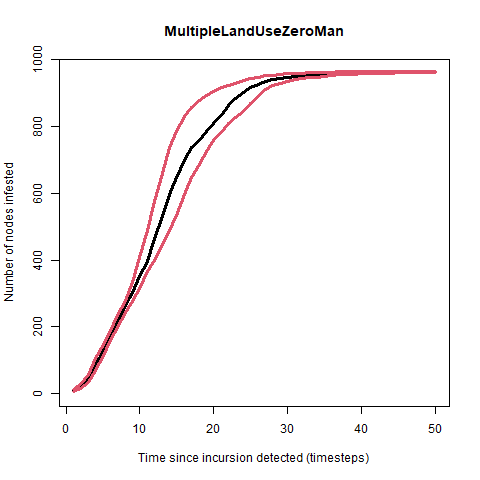 MultipleLandUseZeroMan
Number of nodes infested
1000
800
600
400
200
0
0 10 20 30 40 50
Time since incursion detected (timesteps)